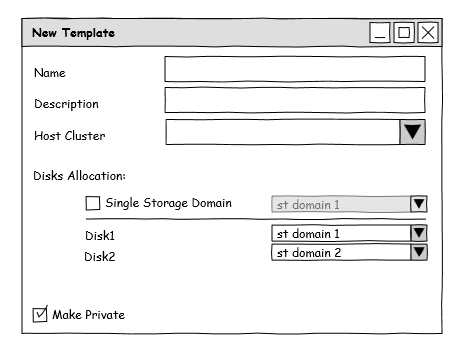 New Template
Name
Description
Host Cluster
Disks Allocation:
Single Storage Domain st domain 1
Disk1 st domain 1
Disk2 st domain 2
Make Private